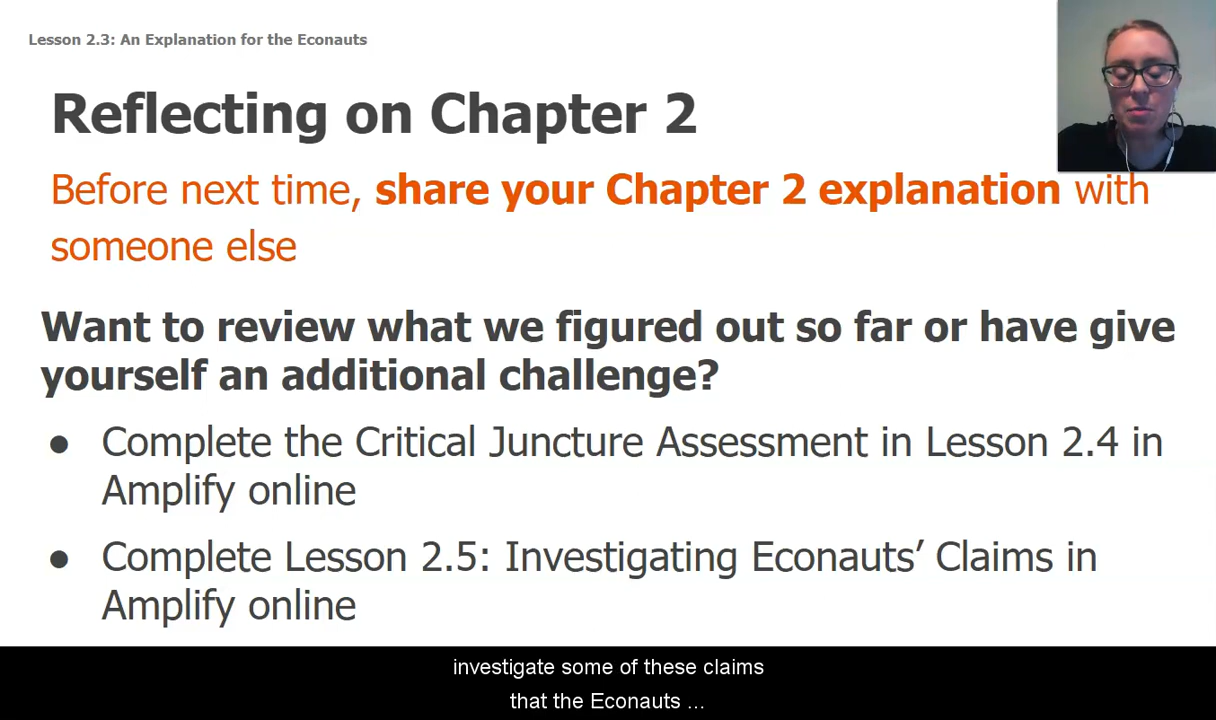 Lesson 2.3: An Explanation for the Econauts
Reflecting on Chapter 2
Before next time, share your Chapter 2 explanation with
someone else
Want to review what we figured out so far or have give
yourself an additional challenge?
● Complete the Critical Juncture Assessment in Lesson 2.4 in
Amplify online
● Complete Lesson 2.5: Investigating Econauts’ Claims in
Amplify online
investigate some of these claims
that the Econauts ...